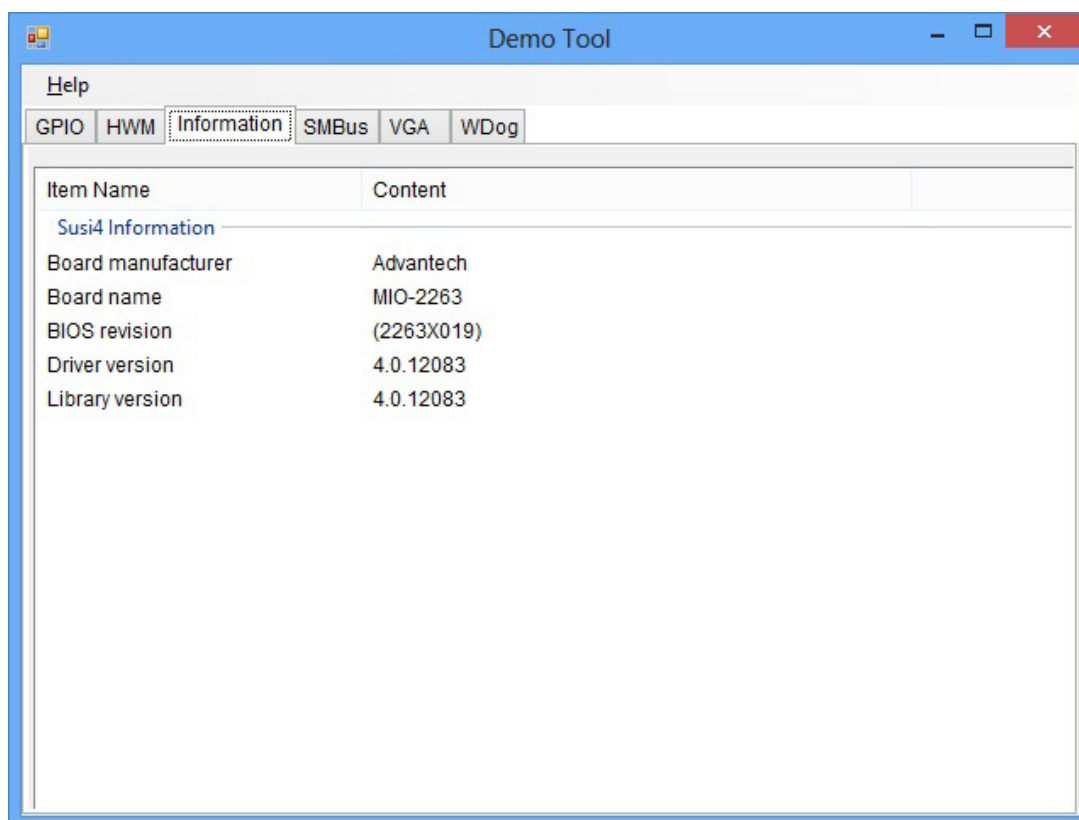 Demo Tool
Help
GPIO HWM Information SMBus VGA WDog
Item Name Content
Susi4 Information
Board manufacturer Advantech
Board name MIO-2263
BIOS revision (2263X019)
Driver version 4.0.12083
Library version 4.0.12083